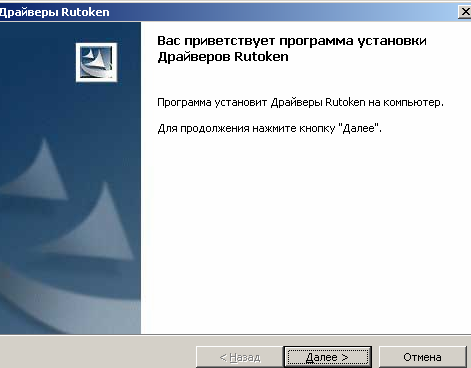 Драйверы Rutoken
Вас приветствует программа установки
Драйверов Rutoken
Программа установит Драйверы Rutoken на компьютер.
Для продолжения нажмите кнопку "Далее".
< Назад
Далее >
Отмена